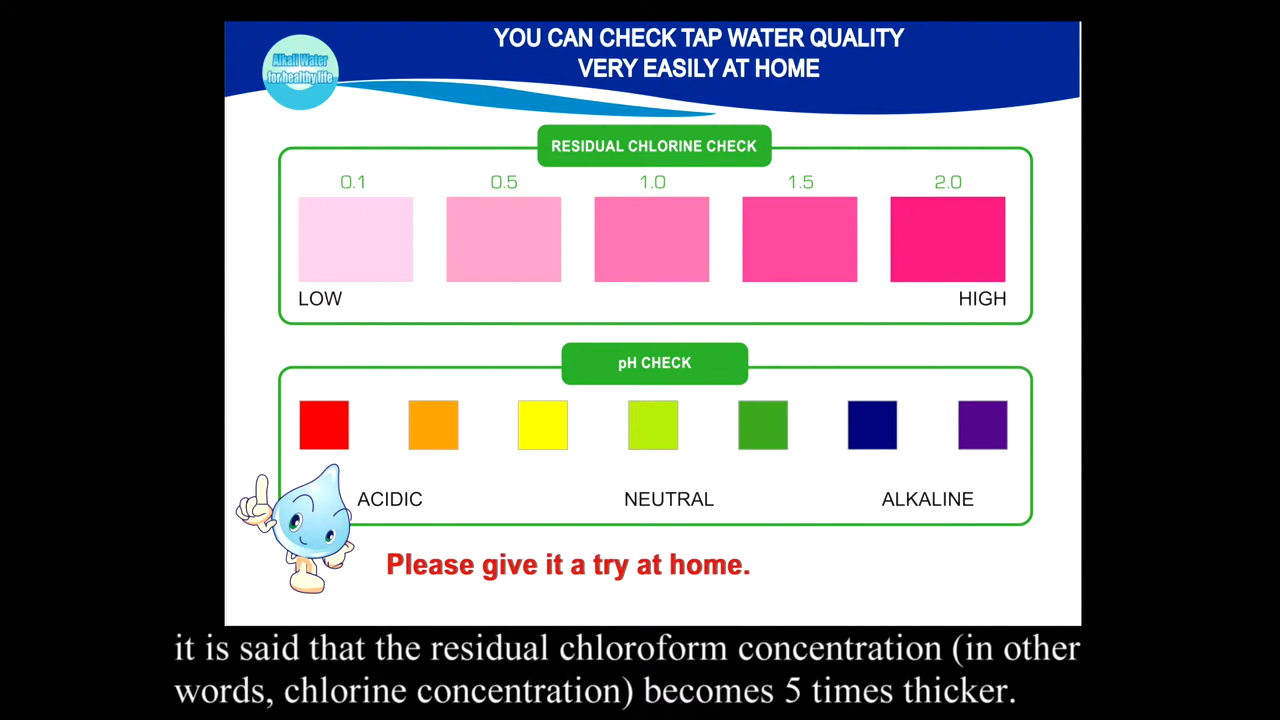 YOU CAN CHECK TAP WATER QUALITY
VERY EASILY AT HOME
Alkali Water
for healthy life
RESIDUAL CHLORINE CHECK
0.1 0.5 1.0 1.5 2.0
LOW HIGH
pH CHECK
ACIDIC NEUTRAL ALKALINE
Please give it a try at home.
it is said that the residual chloroform concentration (in other
words, chlorine concentration) becomes 5 times thicker.